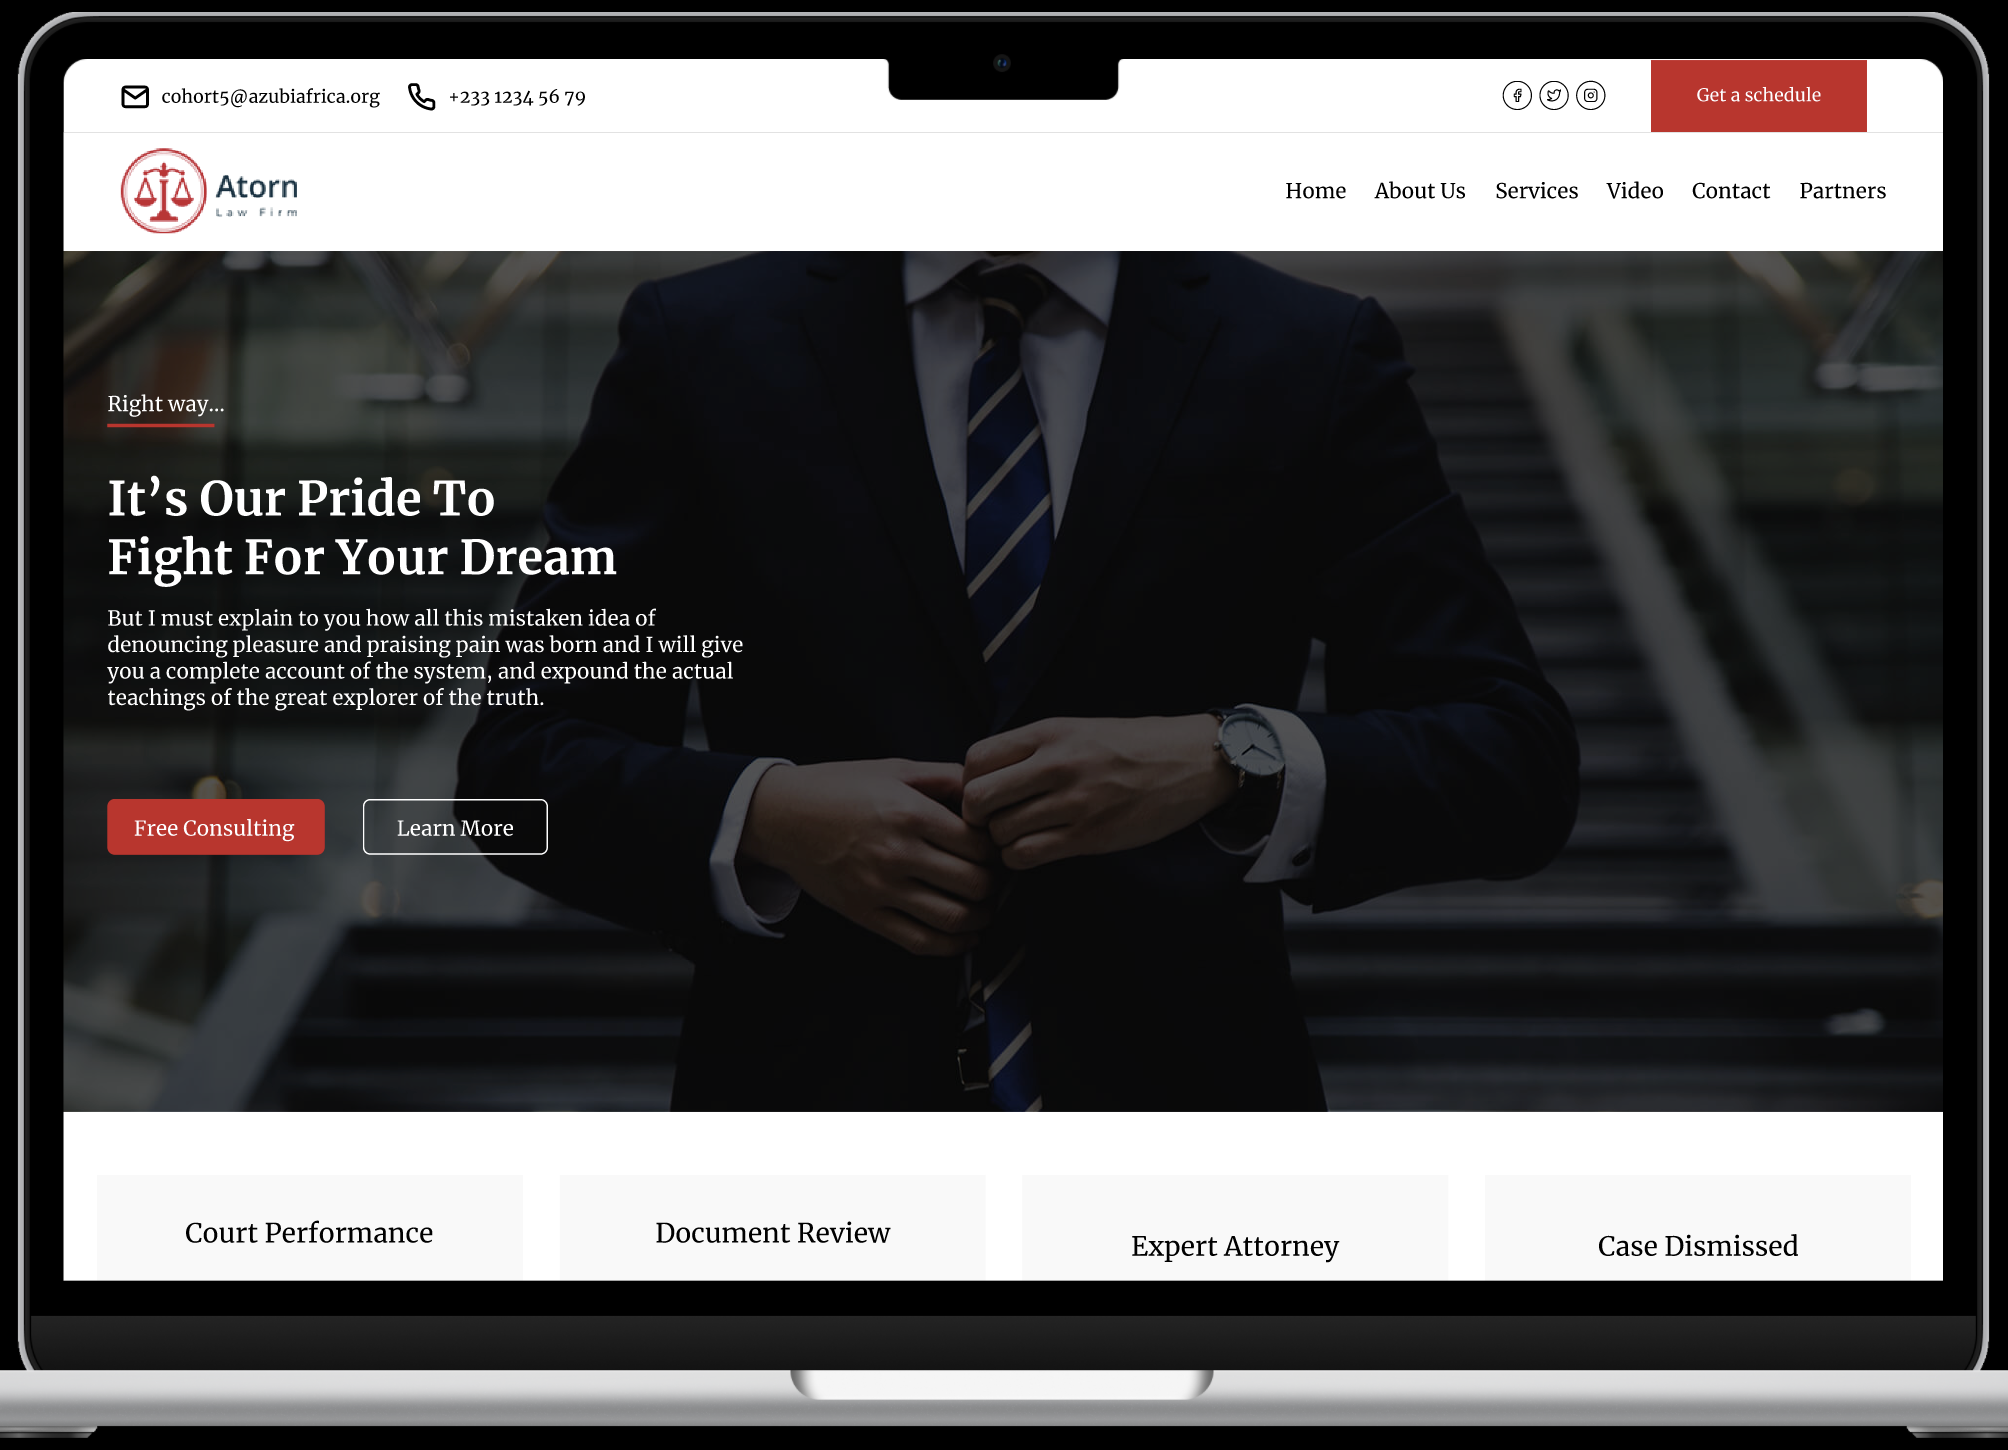 cohort5@azubiafrica.org +233 1234 56 79 Get a schedule
Atorn
Law Firm
Home About Us Services Video Contact Partners
Right way...
It’s Our Pride To
Fight For Your Dream
But I must explain to you how all this mistaken idea of
denouncing pleasure and praising pain was born and I will give
you a complete account of the system, and expound the actual
teachings of the great explorer of the truth.
Free Consulting Learn More
Court Performance Document Review Expert Attorney Case Dismissed